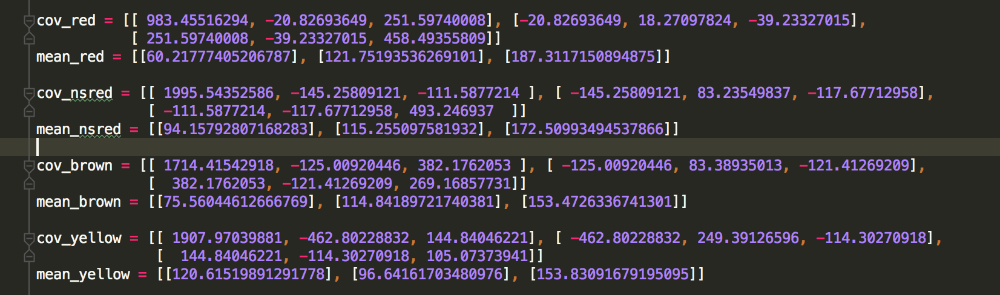 cov_red = [[ 983.45516294, -20.82693649, 251.59740008], [-20.82693649, 18.27097824, -39.23327015],
[ 251.59740008, -39.23327015, 458.49355809]]
mean_red = [[60.21777405206787], [121.75193536269101], [187.3117150894875]]
cov_nsred = [[ 1995.54352586, -145.25809121, -111.5877214 ], [ -145.25809121, 83.23549837, -117.67712958],
[ -111.5877214, -117.67712958, 493.246937  ]]
mean_nsred = [[94.15792807168283], [115.255097581932], [172.50993494537866]]
cov_brown = [[ 1714.41542918, -125.00920446, 382.1762053 ], [ -125.00920446, 83.38935013, -121.41269209],
[  382.1762053, -121.41269209, 269.16857731]]
mean_brown = [[75.56044612666769], [114.84189721740381], [153.4726336741301]]
cov_yellow = [[ 1907.97039881, -462.80228832, 144.84046221], [ -462.80228832, 249.39126596, -114.30270918],
[  144.84046221, -114.30270918, 105.07373941]]
mean_yellow = [[120.61519891291778], [96.64161703480976], [153.83091679195095]]